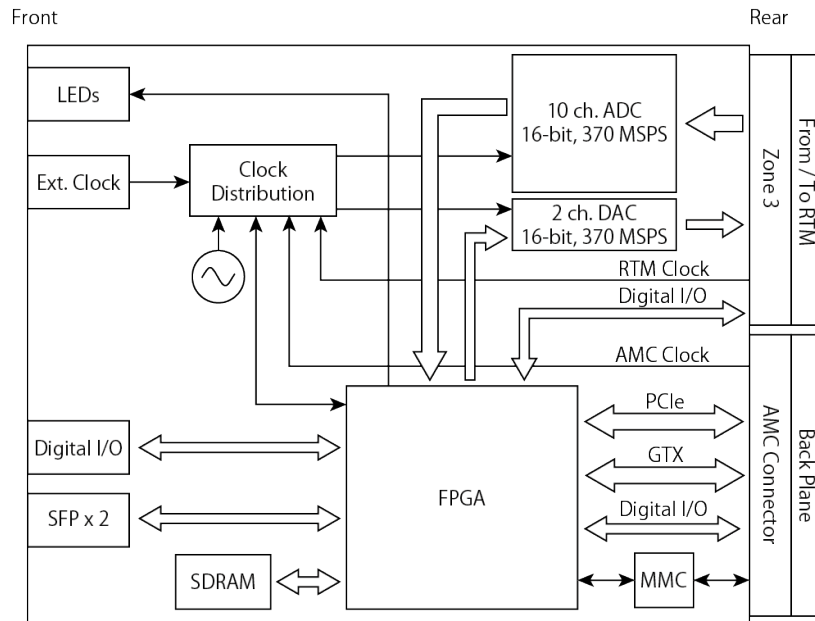 Front
Rear
LEDs
10 ch. ADC
16-bit, 370 MSPS
Ext. Clock
Clock
Distribution
Zone 3
From / To RTM
2 ch. DAC
16-bit, 370 MSPS
RTM Clock
Digital I/O
AMC Clock
PCIe
Digital I/O
GTX
FPGA
SFP x 2
Digital I/O
AMC Connector
Back Plane
SDRAM
MMC